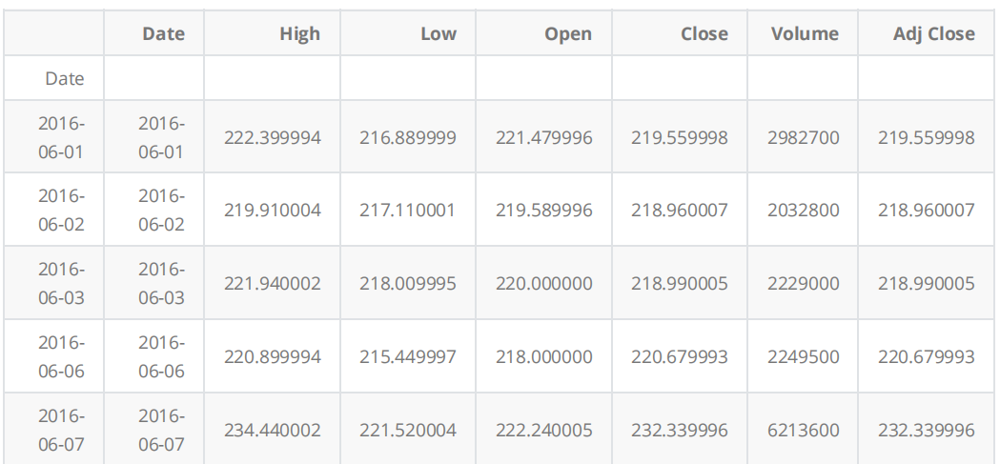 Date High Low Open Close Volume Adj Close
Date
2016-06-01 2016-06-01 222.399994 216.889999 221.479996 219.559998 2982700 219.559998
2016-06-02 2016-06-02 219.910004 217.110001 219.589996 218.960007 2032800 218.960007
2016-06-03 2016-06-03 221.940002 218.009995 220.000000 218.990005 2229000 218.990005
2016-06-06 2016-06-06 220.899994 215.449997 218.000000 220.679993 2249500 220.679993
2016-06-07 2016-06-07 234.440002 221.520004 222.240005 232.339996 6213600 232.339996